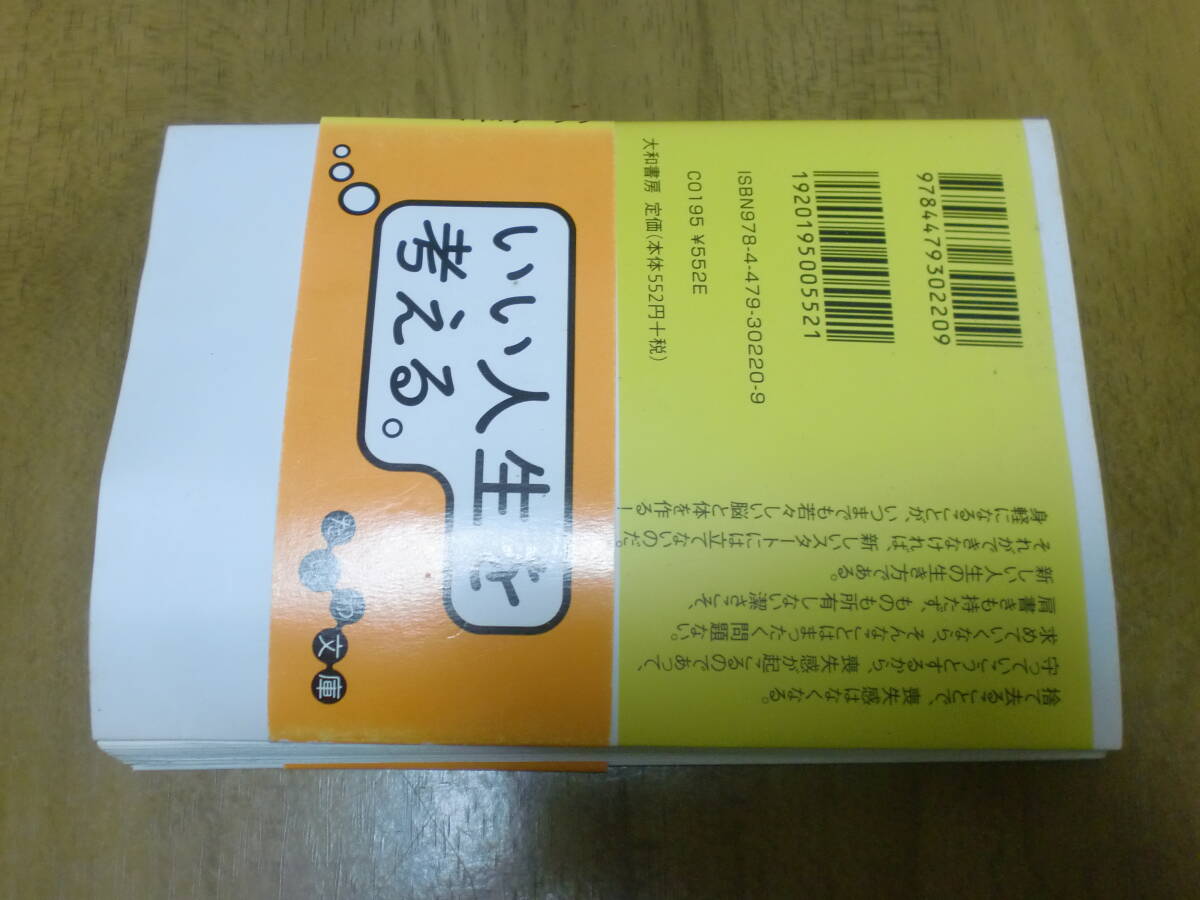 9784479302209
1920195005521
ISBN978-4-479-30220-9
C0195 ¥552E
大和書房 定価(本体552円+税)
捨て去ることで、喪失感はなくなる。
守っていこうとするから、喪失感が起こるのであって、
求めていくなら、そんなことはまったく問題ない。
肩書きも持たず、ものも所有しない潔さこそ、
新しい人生の生き方である。
それができなければ、新しいスタートには立てないのだ。
身軽になることが、いつまでも若々しい脳と体を作る!
いい人生を
考える。
だいわ文庫